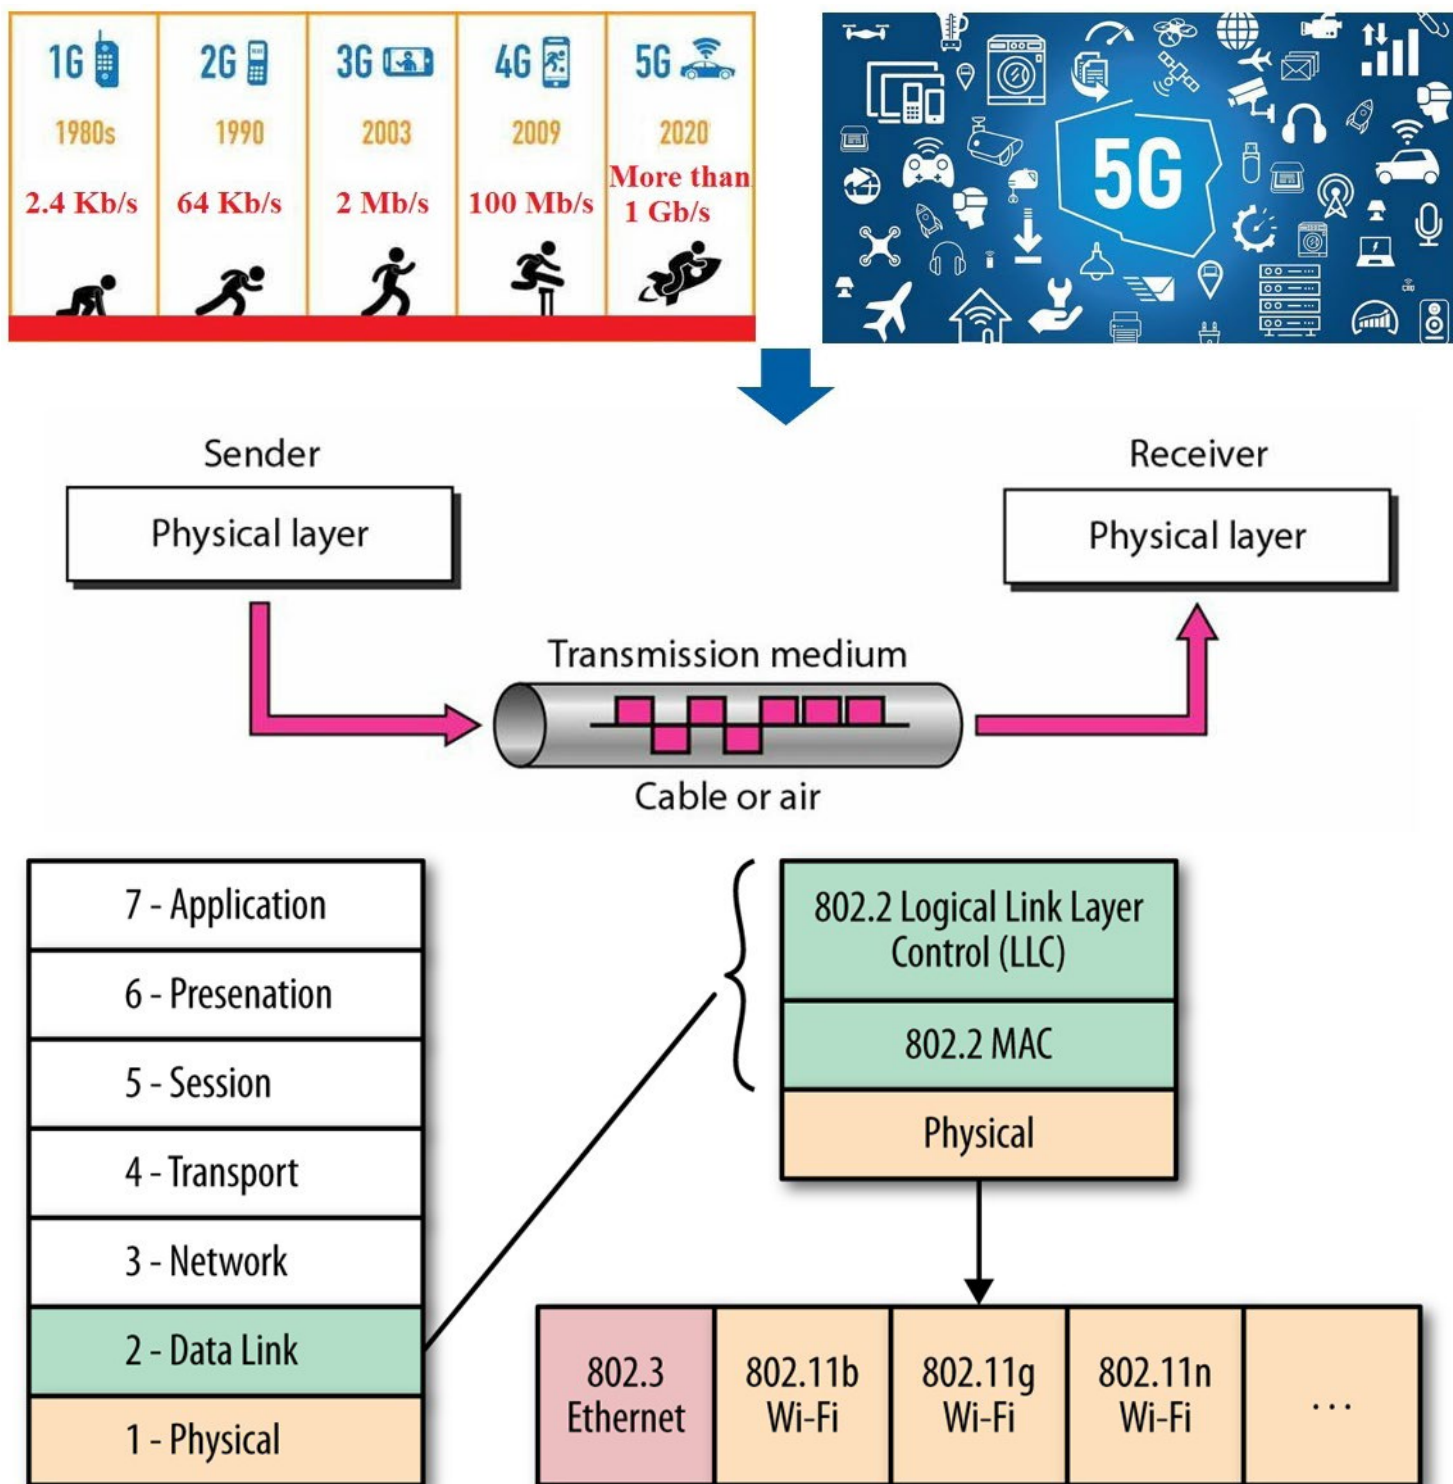 1G
2G
3G
4G
5G
1980s
1990
2003
2009
2020
2.4 Kb/s
64 Kb/s
2 Mb/s
100 Mb/s
More than
1 Gb/s
5G
Sender
Physical layer
Receiver
Physical layer
Transmission medium
Cable or air
7 - Application
6 - Presenation
5 - Session
4 - Transport
3 - Network
2 - Data Link
1 - Physical
802.2 Logical Link Layer
Control (LLC)
802.2 MAC
Physical
802.3
Ethernet
802.11b
Wi-Fi
802.11g
Wi-Fi
802.11n
Wi-Fi
...